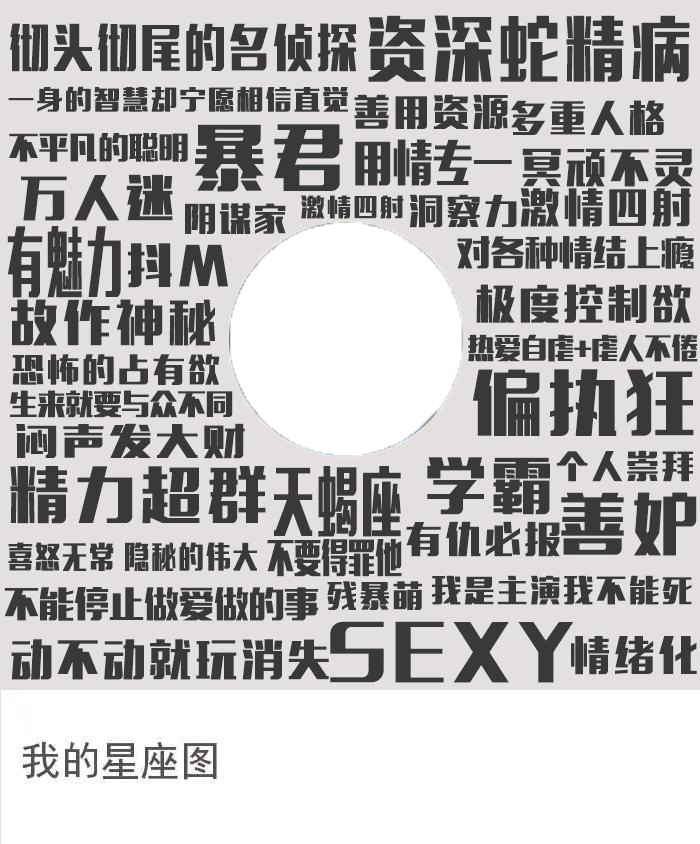 彻头彻尾的名侦探 资深蛇精病
一身的智慧却宁愿相信直觉 善用资源 多重人格
不平凡的聪明 暴君 用情专一 冥顽不灵
万人迷 阴谋家 激情四射 洞察力 激情四射
有魅力 抖M 对各种情结上瘾
故作神秘 极度控制欲
恐怖的占有欲 热爱自虐+虐人不倦
生来就要与众不同 偏执狂
闷声发大财
精力超群 天蝎座 学霸 个人崇拜
有仇必报 善妒
喜怒无常 隐秘的伟大 不要得罪他
不能停止做爱做的事 残暴萌 我是主演我不能死
动不动就玩消失 SEXY 情绪化
我的星座图